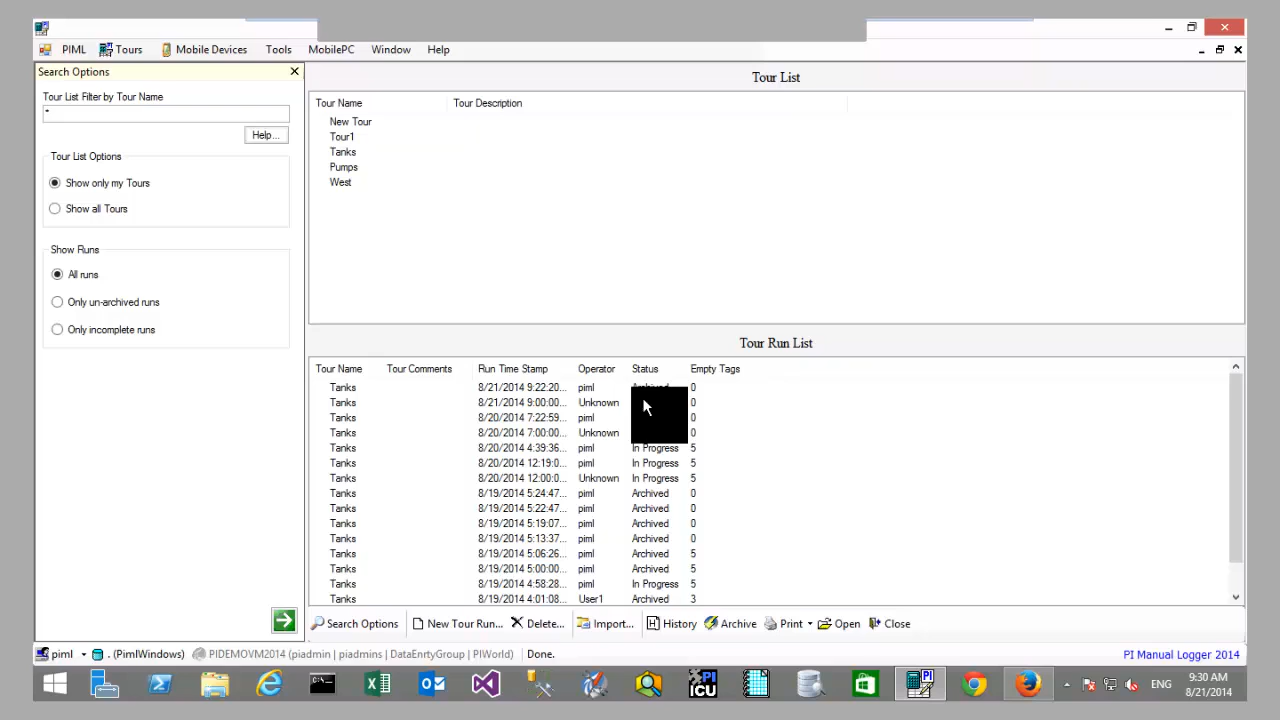 PIML Tours Mobile Devices Tools MobilePC Window Help
Search Options
Tour List Filter by Tour Name
*
Help...
Tour List Options
Show only my Tours
Show all Tours
Show Runs
All runs
Only un-archived runs
Only incomplete runs
Tour List
Tour Name Tour Description
New Tour
Tour1
Tanks
Pumps
West
Tour Run List
Tour Name Tour Comments Run Time Stamp Operator Status Empty Tags
Tanks 8/21/2014 9:22:20... piml Archived 0
Tanks 8/21/2014 9:00:00... Unknown 0
Tanks 8/20/2014 7:22:59... piml 0
Tanks 8/20/2014 7:00:00... Unknown 0
Tanks 8/20/2014 4:39:36... piml In Progress 5
Tanks 8/20/2014 12:19:0... piml In Progress 5
Tanks 8/20/2014 12:00:0... Unknown In Progress 5
Tanks 8/19/2014 5:24:47... piml Archived 0
Tanks 8/19/2014 5:22:47... piml Archived 0
Tanks 8/19/2014 5:19:07... piml Archived 0
Tanks 8/19/2014 5:13:37... piml Archived 0
Tanks 8/19/2014 5:06:26... piml Archived 5
Tanks 8/19/2014 5:00:00... piml Archived 5
Tanks 8/19/2014 4:58:28... piml In Progress 5
Tanks 8/19/2014 4:01:08... User1 Archived 3
Search Options New Tour Run... Delete... Import... History Archive Print Open Close
piml . (PimlWindows) PIDEMOVM2014 (piadmin | piadmins | DataEnrtyGroup | PIWorld) Done. PI Manual Logger 2014
PI
ICU
PI
ENG
9:30 AM
8/21/2014